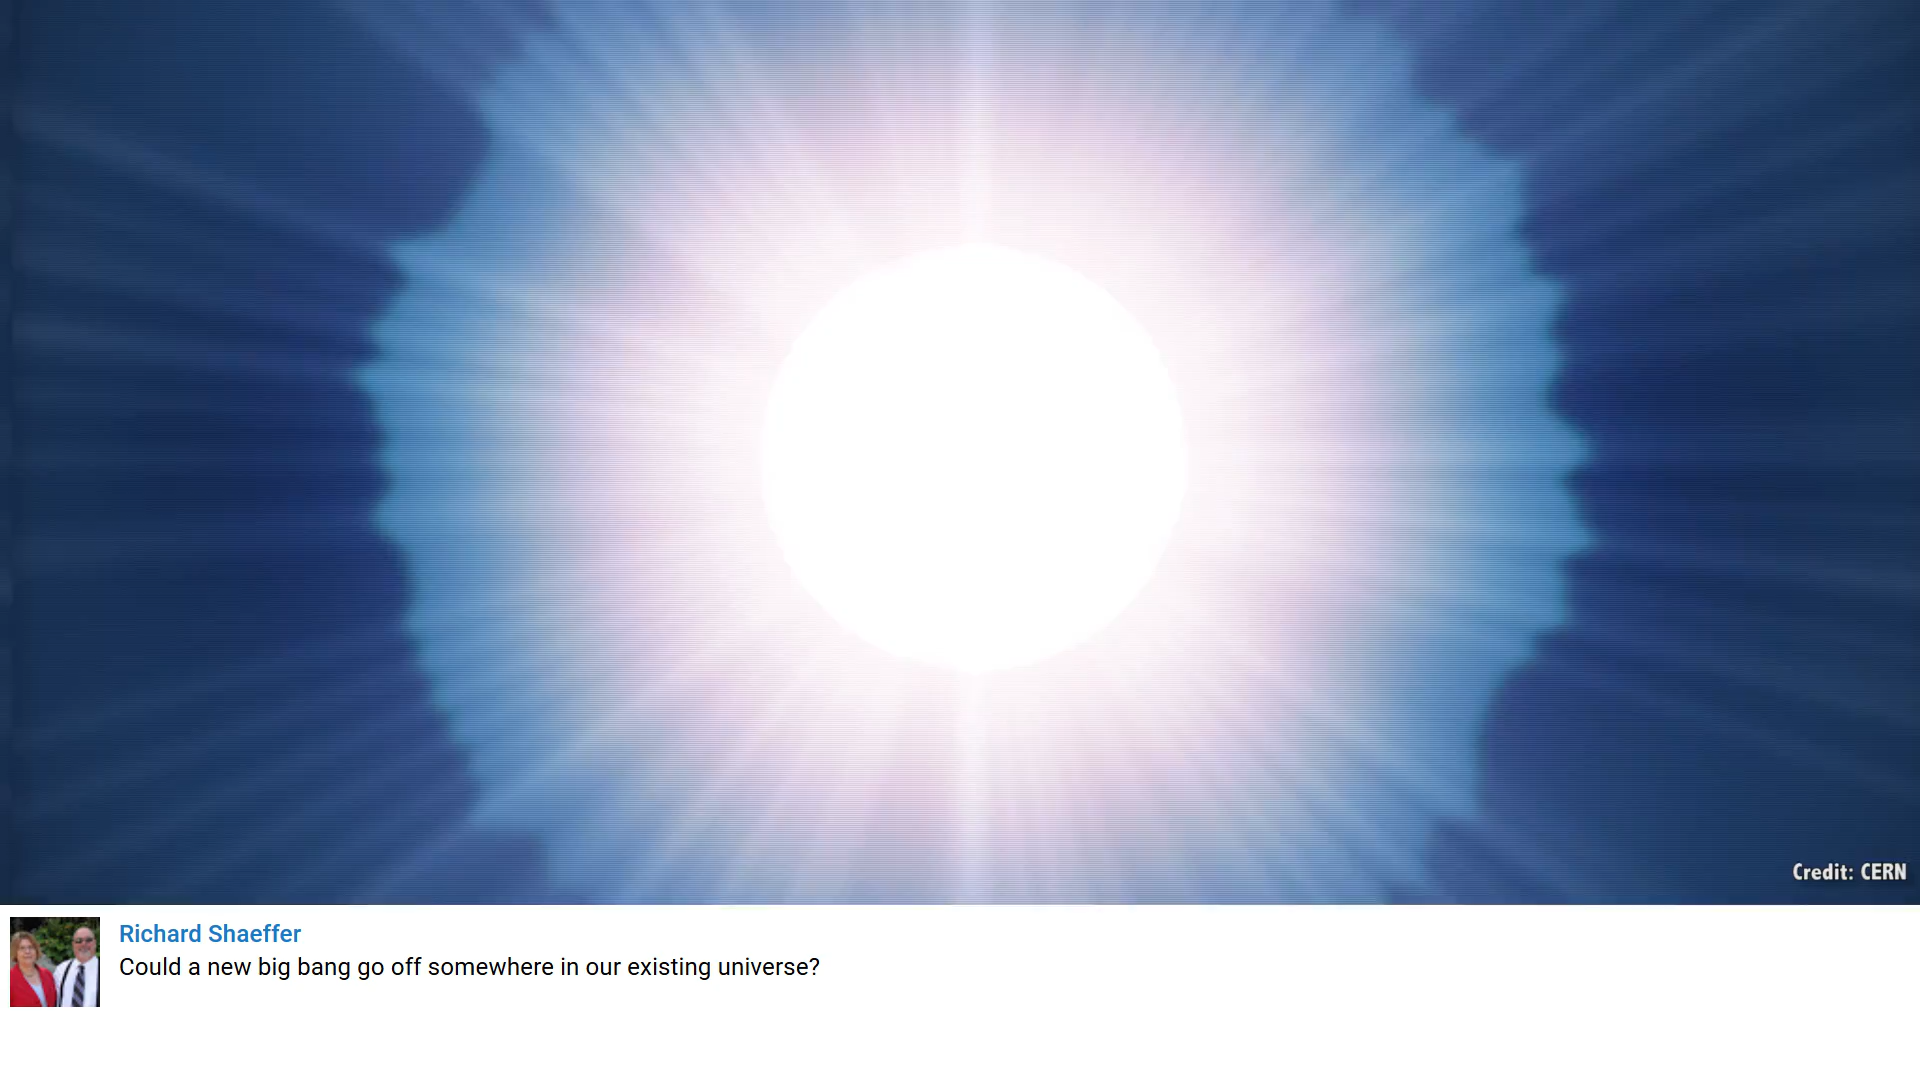 Credit: CERN
Richard Shaeffer
Could a new big bang go off somewhere in our existing universe?